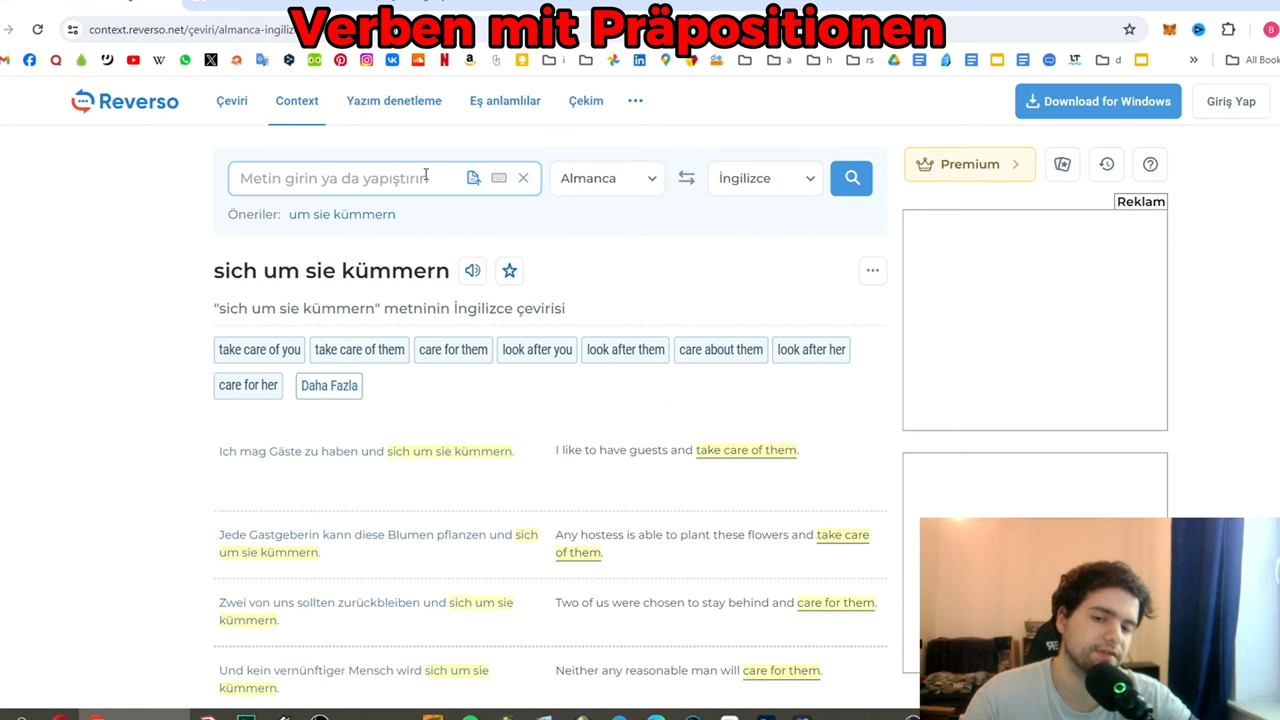 Verben mit Präpositionen
context.reverso.net/çeviri/almanca-ingiliz
i
a
h
rs
d
All Book
Reverso
Çeviri
Context
Yazım denetleme
Eş anlamlılar
Çekim
Download for Windows
Giriş Yap
Metin girin ya da yapıştırın
Almanca
İngilizce
Premium
Öneriler: um sie kümmern
Reklam
sich um sie kümmern
"sich um sie kümmern" metninin İngilizce çevirisi
take care of you
take care of them
care for them
look after you
look after them
care about them
look after her
care for her
Daha Fazla
Ich mag Gäste zu haben und sich um sie kümmern.
I like to have guests and take care of them.
Jede Gastgeberin kann diese Blumen pflanzen und sich
um sie kümmern.
Any hostess is able to plant these flowers and take care
of them.
Zwei von uns sollten zurückbleiben und sich um sie
kümmern.
Two of us were chosen to stay behind and care for them.
Und kein vernünftiger Mensch wird sich um sie
kümmern.
Neither any reasonable man will care for them.